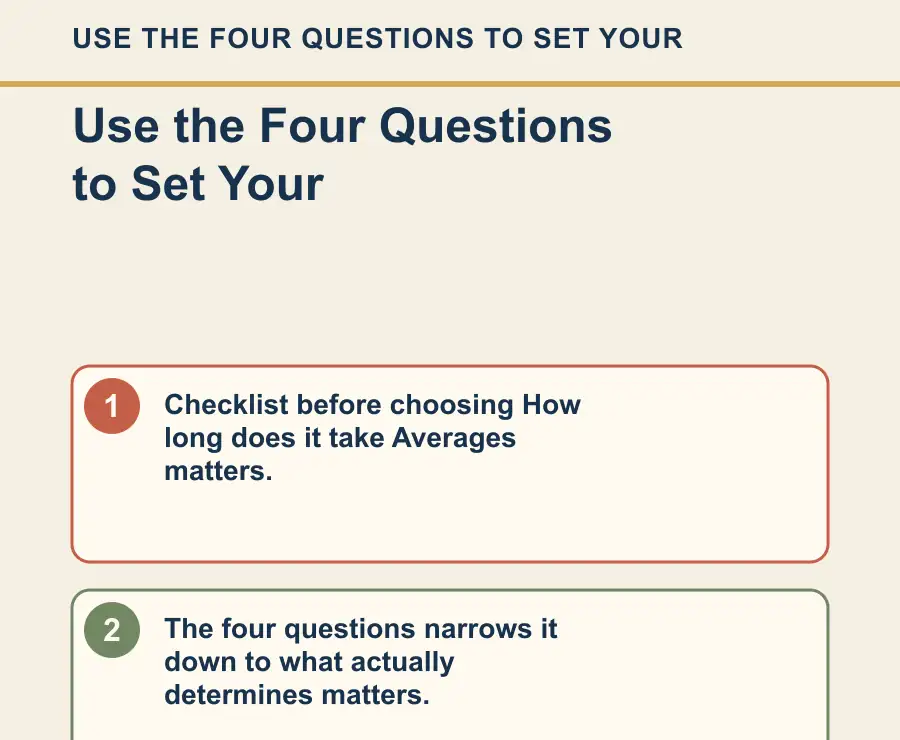 USE THE FOUR QUESTIONS TO SET YOUR
Use the Four Questions
to Set Your
1
Checklist before choosing How
long does it take Averages
matters.
2
The four questions narrows it
down to what actually
determines matters.